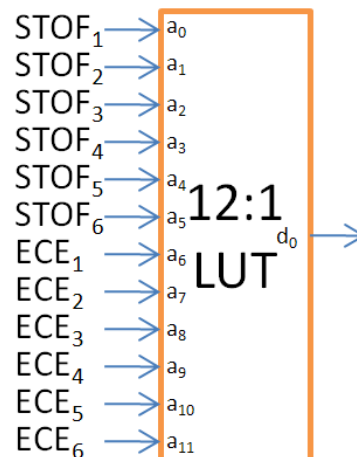 STOF₁ a₀
STOF₂ a₁
STOF₃ a₂
STOF₄ a₃
STOF₅ a₄
STOF₆ a₅
12:1
LUT
d₀
ECE₁ a₆
ECE₂ a₇
ECE₃ a₈
ECE₄ a₉
ECE₅ a₁₀
ECE₆ a₁₁